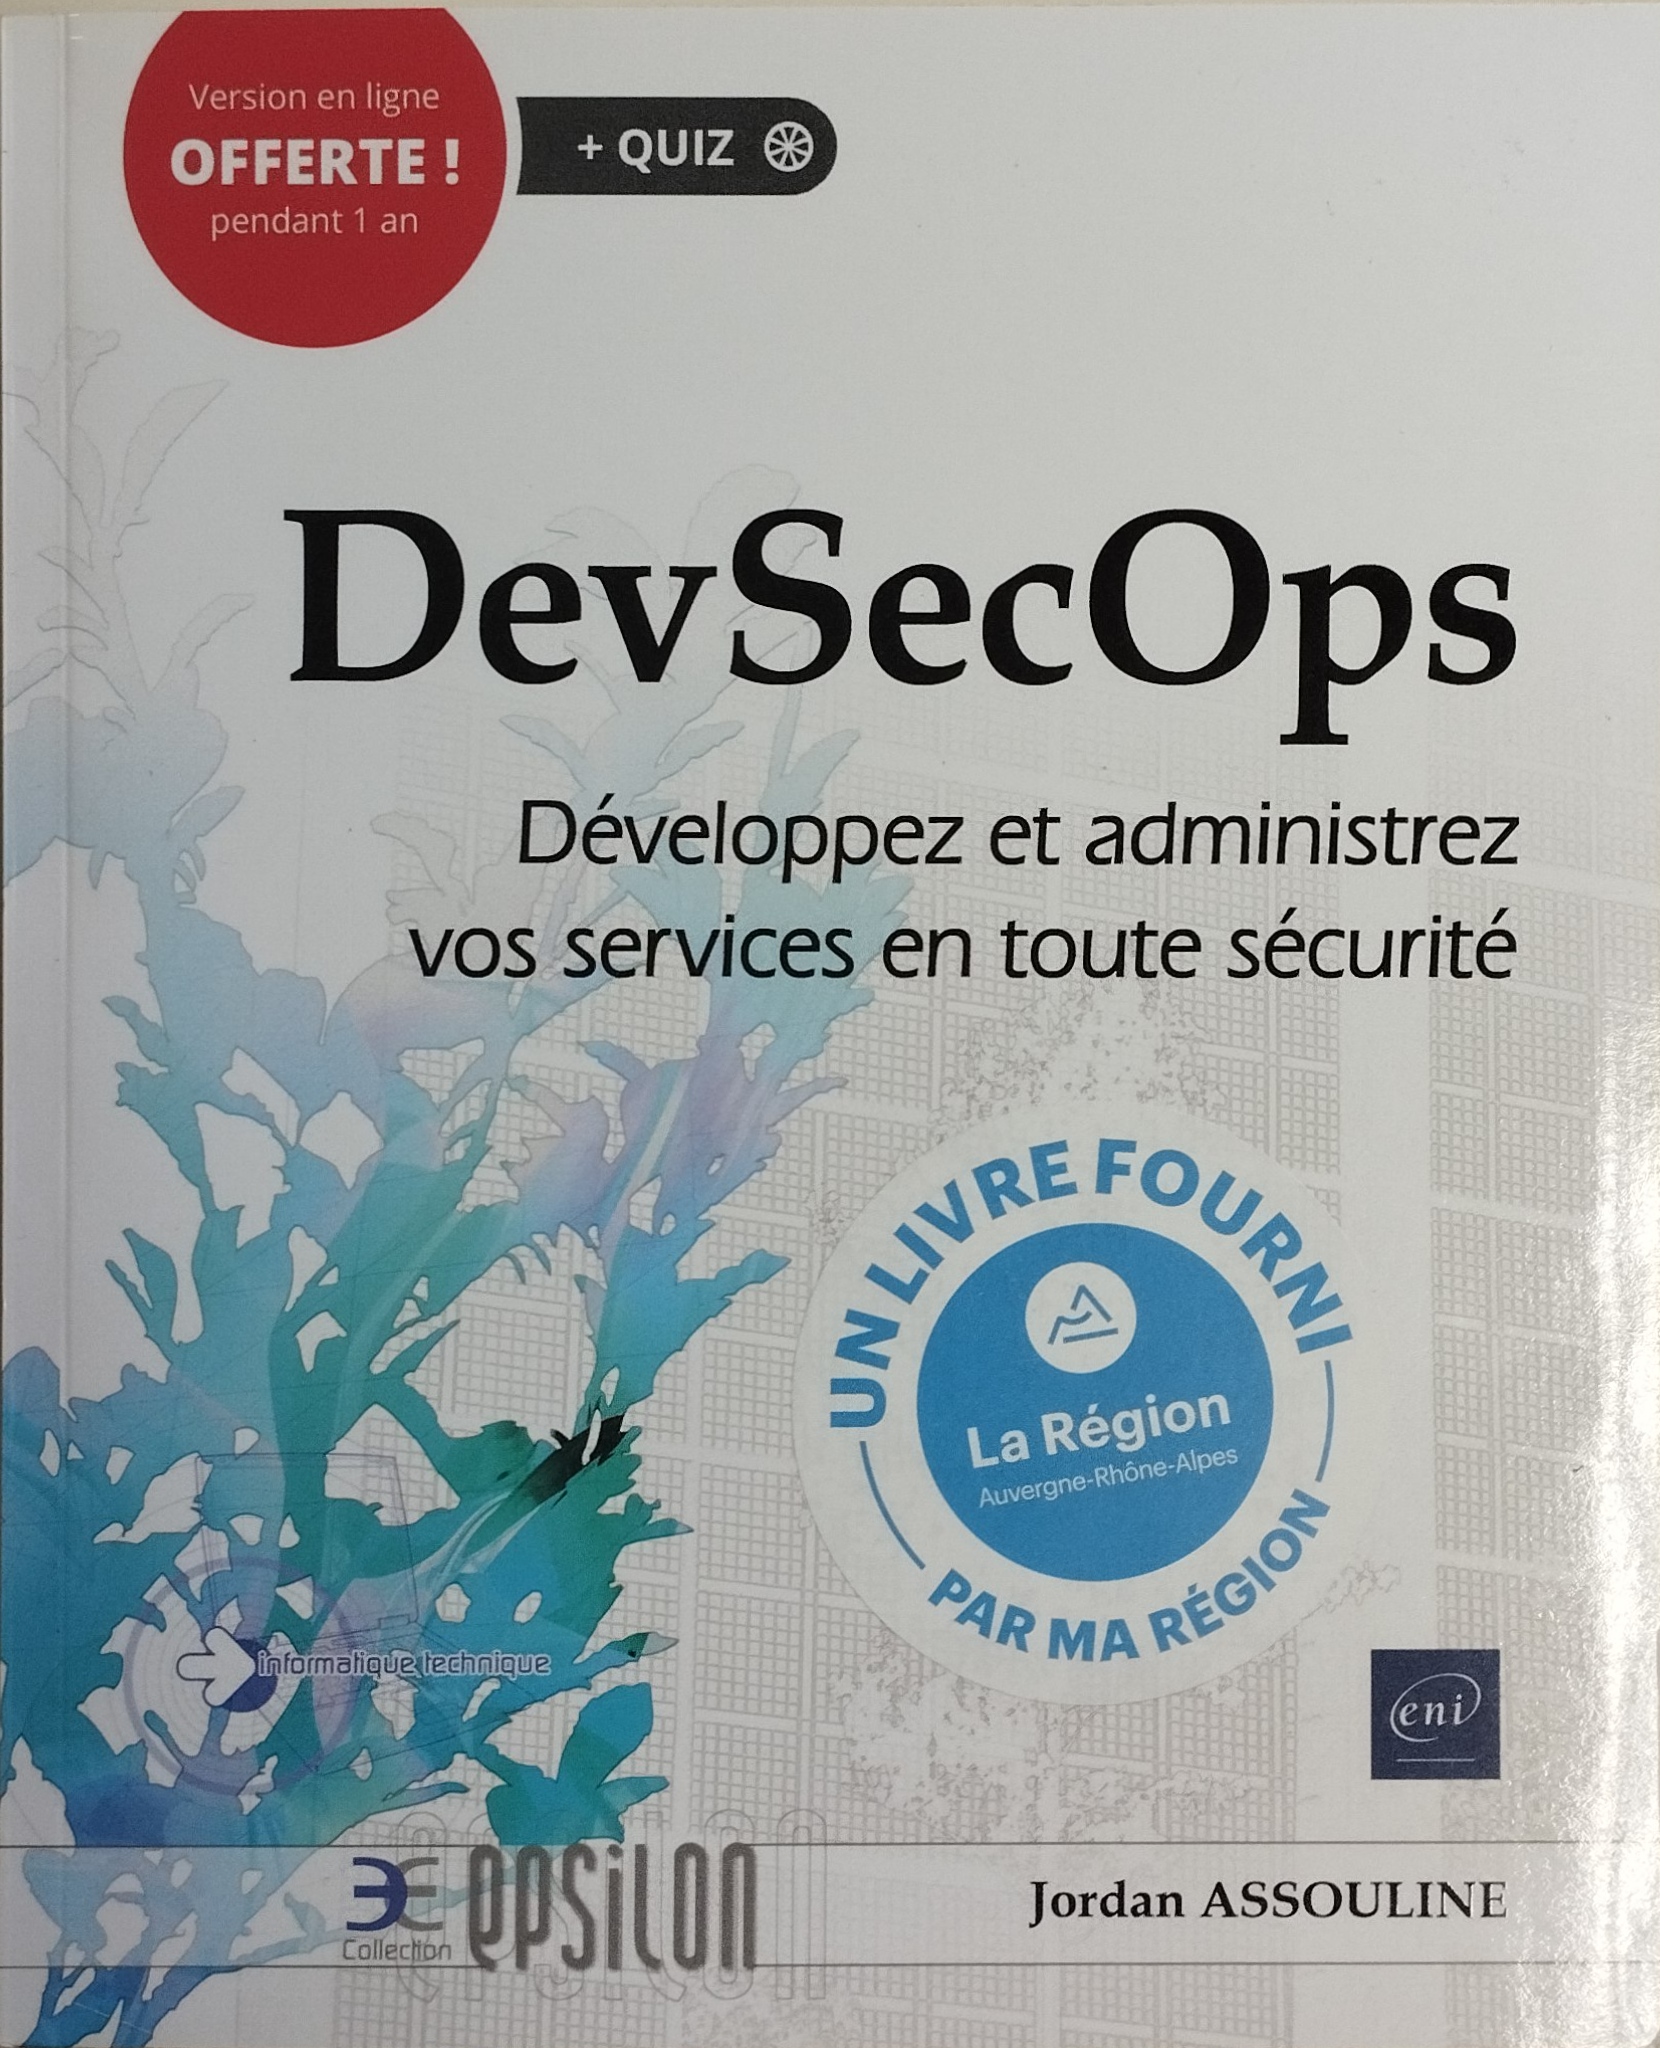 Version en ligne
OFFERTE !
pendant 1 an
+ QUIZ
DevSecOps
Développez et administrez
vos services en toute sécurité
UN LIVRE FOURNI
La Région
Auvergne-Rhône-Alpes
PAR MA RÉGION
informatique technique
eni
Collection
epsilon
Jordan ASSOULINE